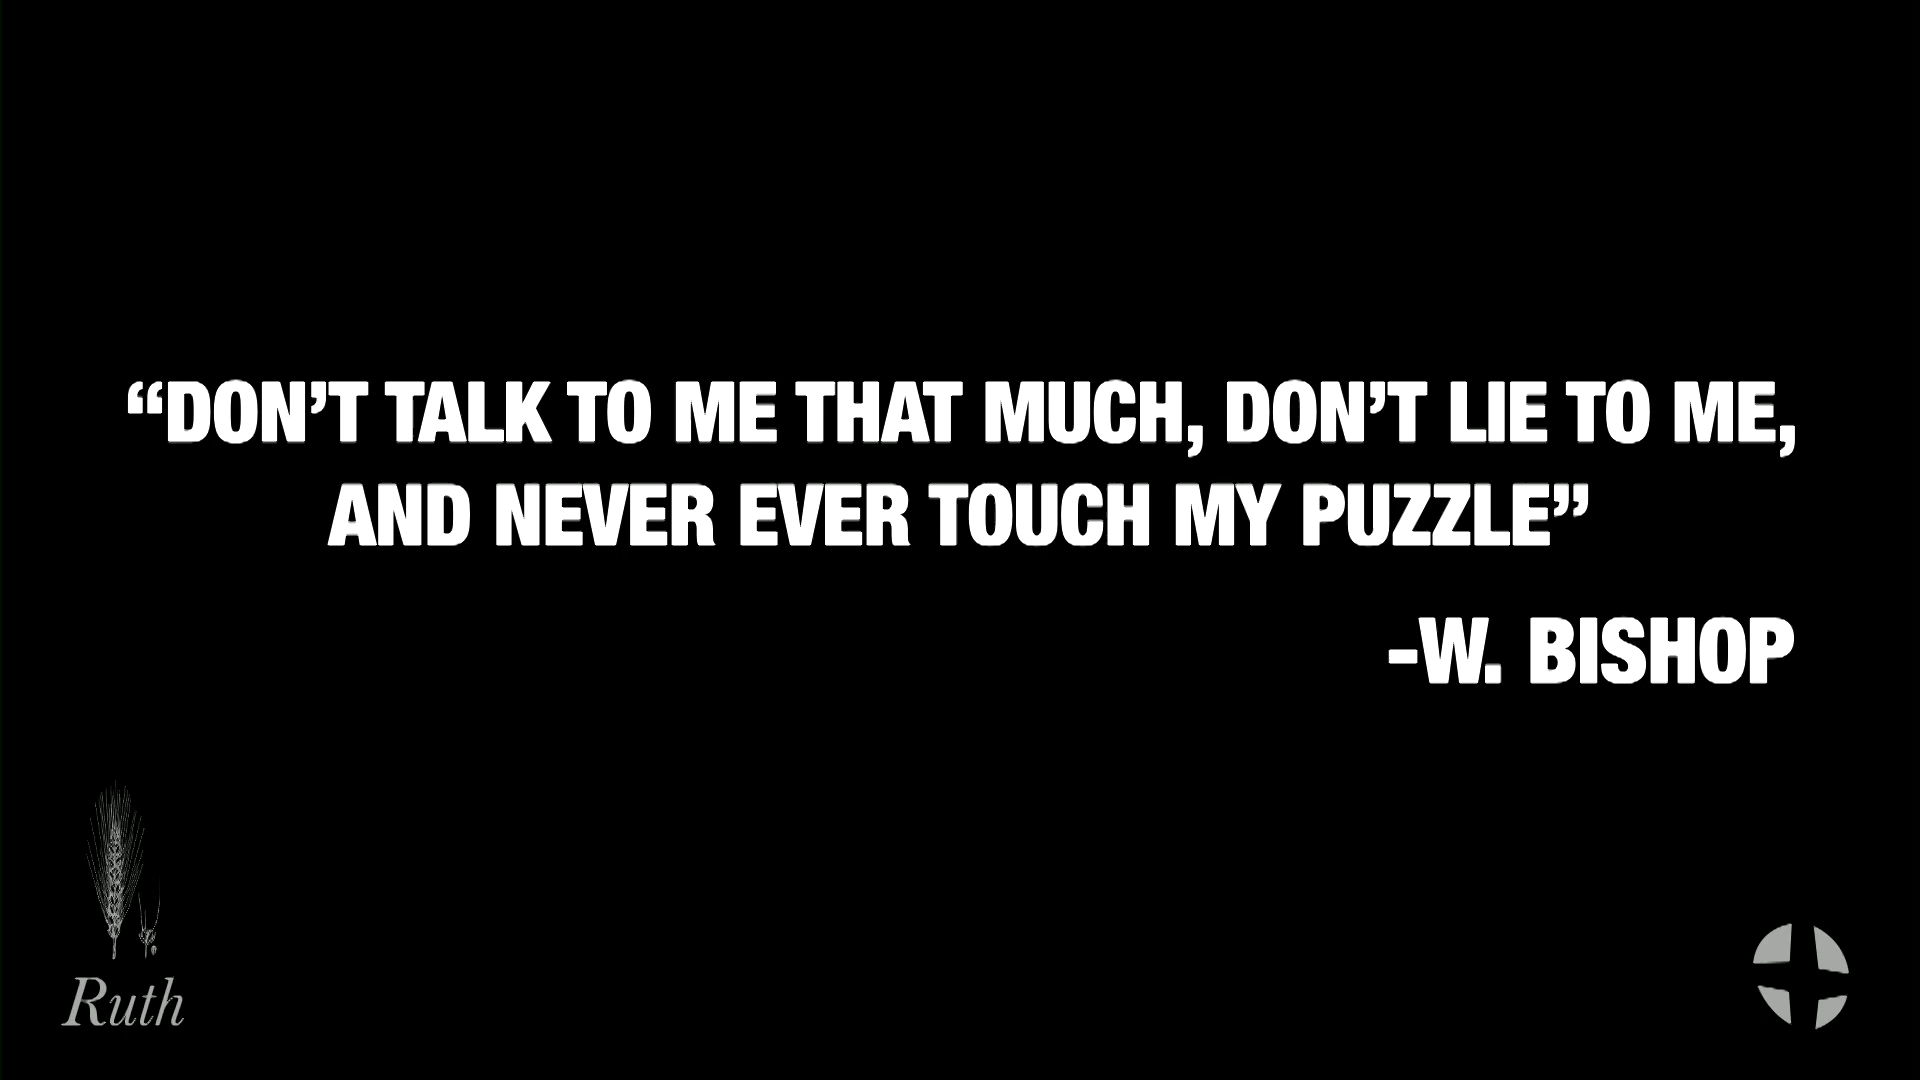 “DON’T TALK TO ME THAT MUCH, DON’T LIE TO ME,
AND NEVER EVER TOUCH MY PUZZLE”
-W. BISHOP
Ruth